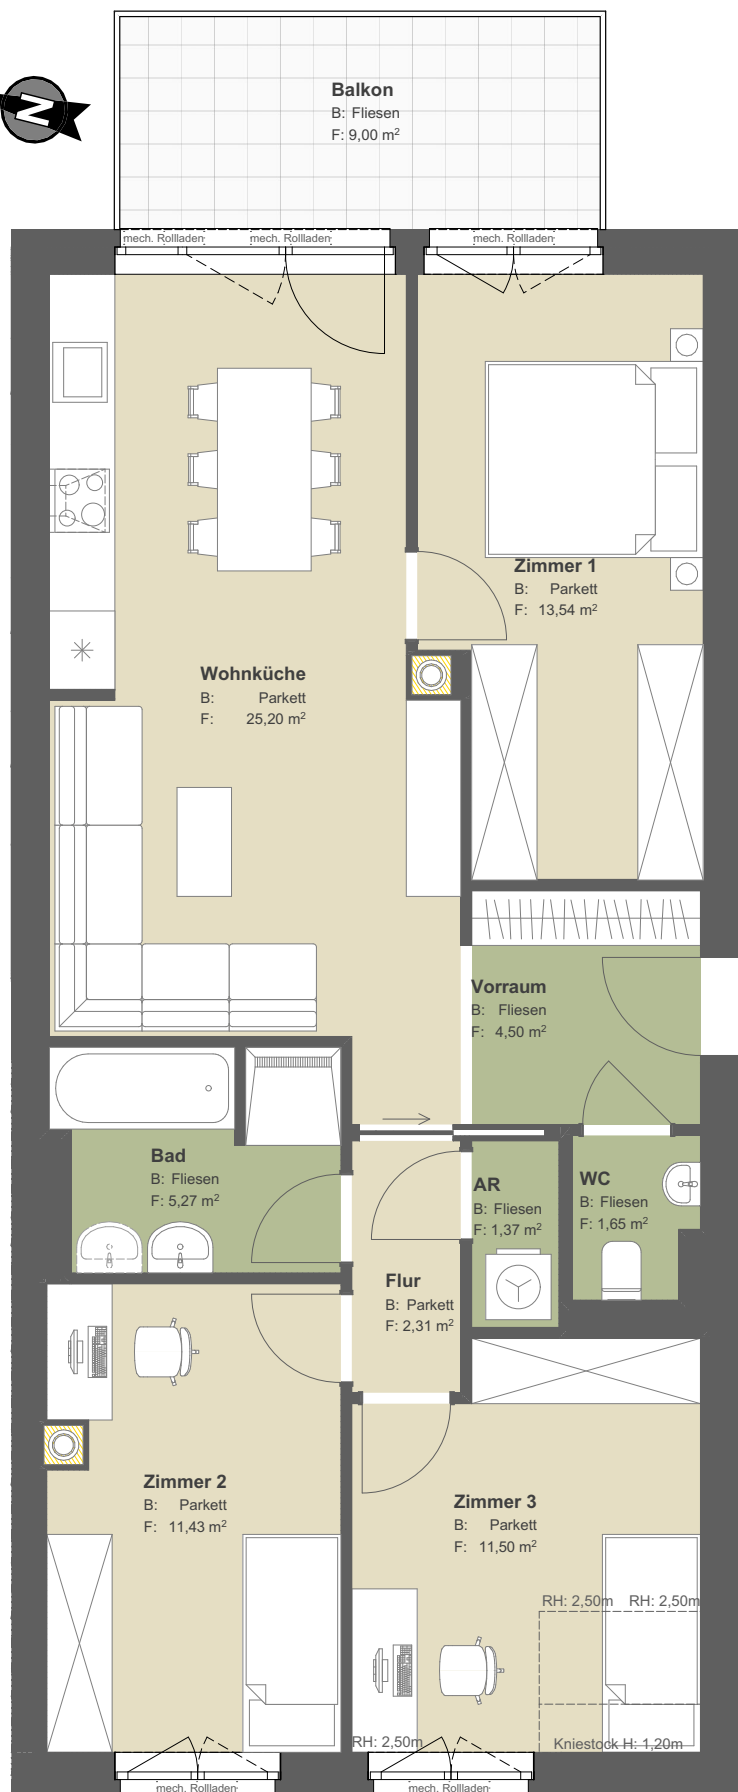 Balkon
B: Fliesen
F: 9,00 m²
N
mech. Rollladen
mech. Rollladen
mech. Rollladen
Zimmer 1
B: Parkett
F: 13,54 m²
Wohnküche
B: Parkett
F: 25,20 m²
Vorraum
B: Fliesen
F: 4,50 m²
Bad
B: Fliesen
F: 5,27 m²
AR
B: Fliesen
F: 1,37 m²
WC
B: Fliesen
F: 1,65 m²
Flur
B: Parkett
F: 2,31 m²
Zimmer 2
B: Parkett
F: 11,43 m²
Zimmer 3
B: Parkett
F: 11,50 m²
RH: 2,50m RH: 2,50m
RH: 2,50m
Kniestock H: 1,20m
mech. Rollladen
mech. Rollladen